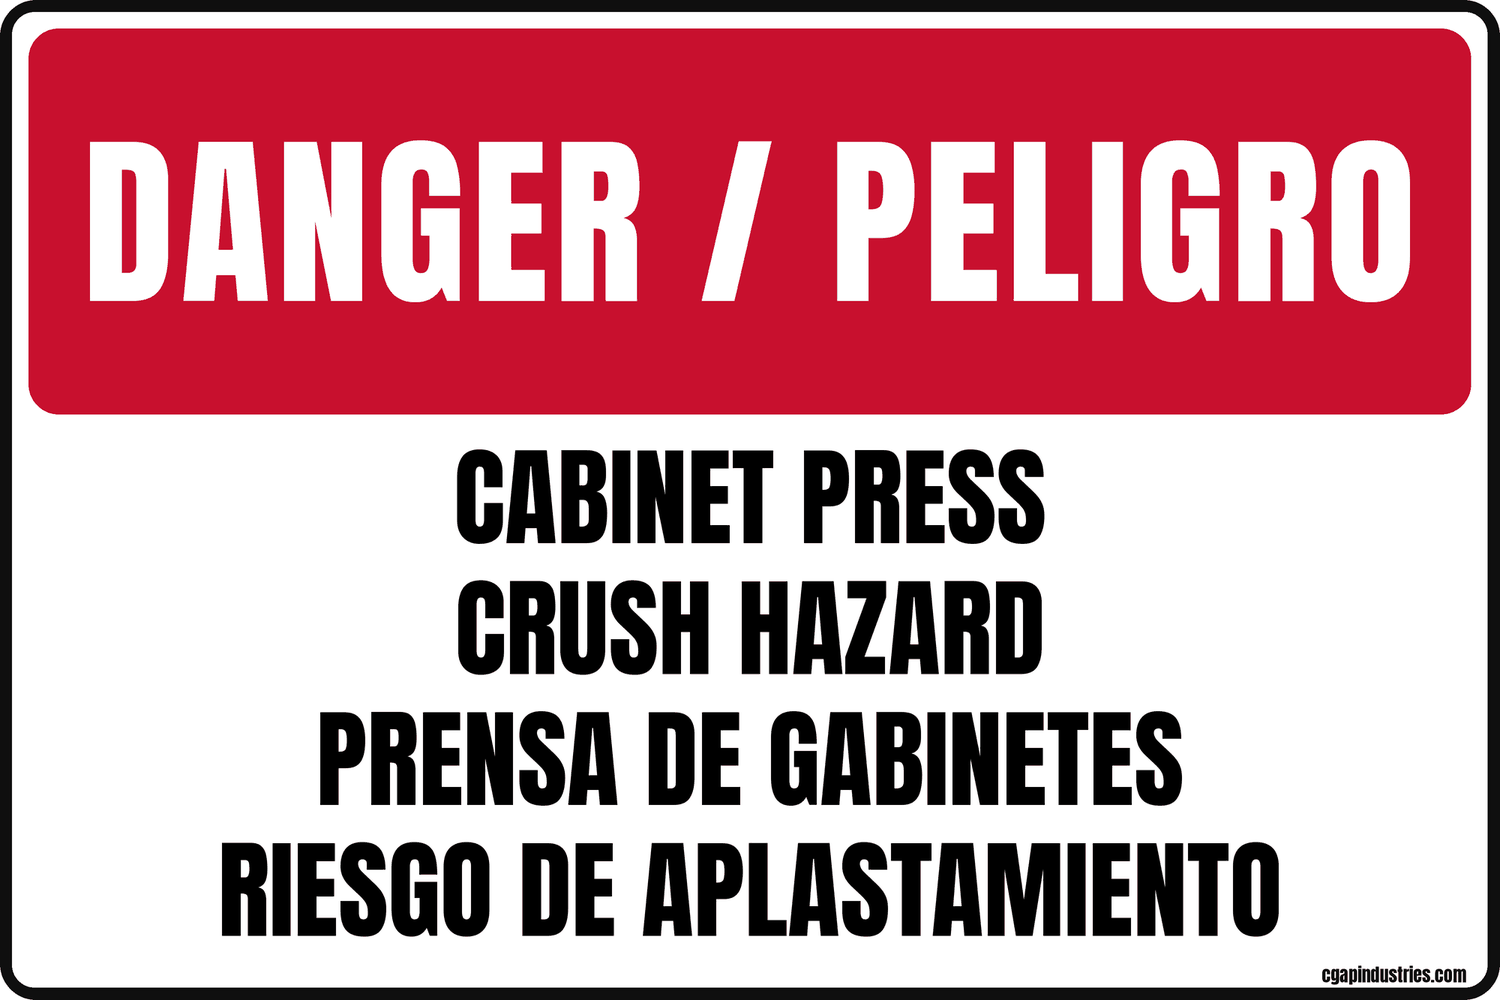 DANGER / PELIGRO
CABINET PRESS
CRUSH HAZARD
PRENSA DE GABINETES
RIESGO DE APLASTAMIENTO
cgapindustries.com